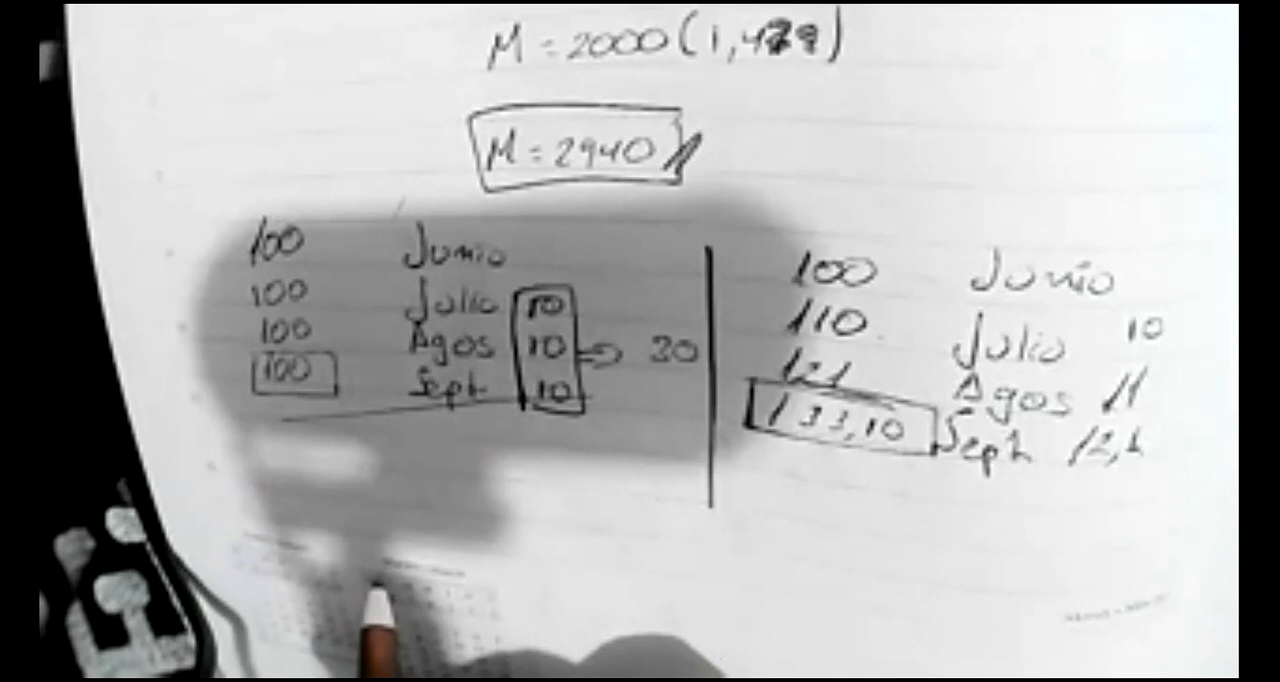 M = 2000 (1,479)
M = 2940
100 Junio
100 Julio 10
100 Agos 10 => 30
100 Sept 10
100 Junio
110 Julio 10
121 Agos 11
133,10 Sept 12,1